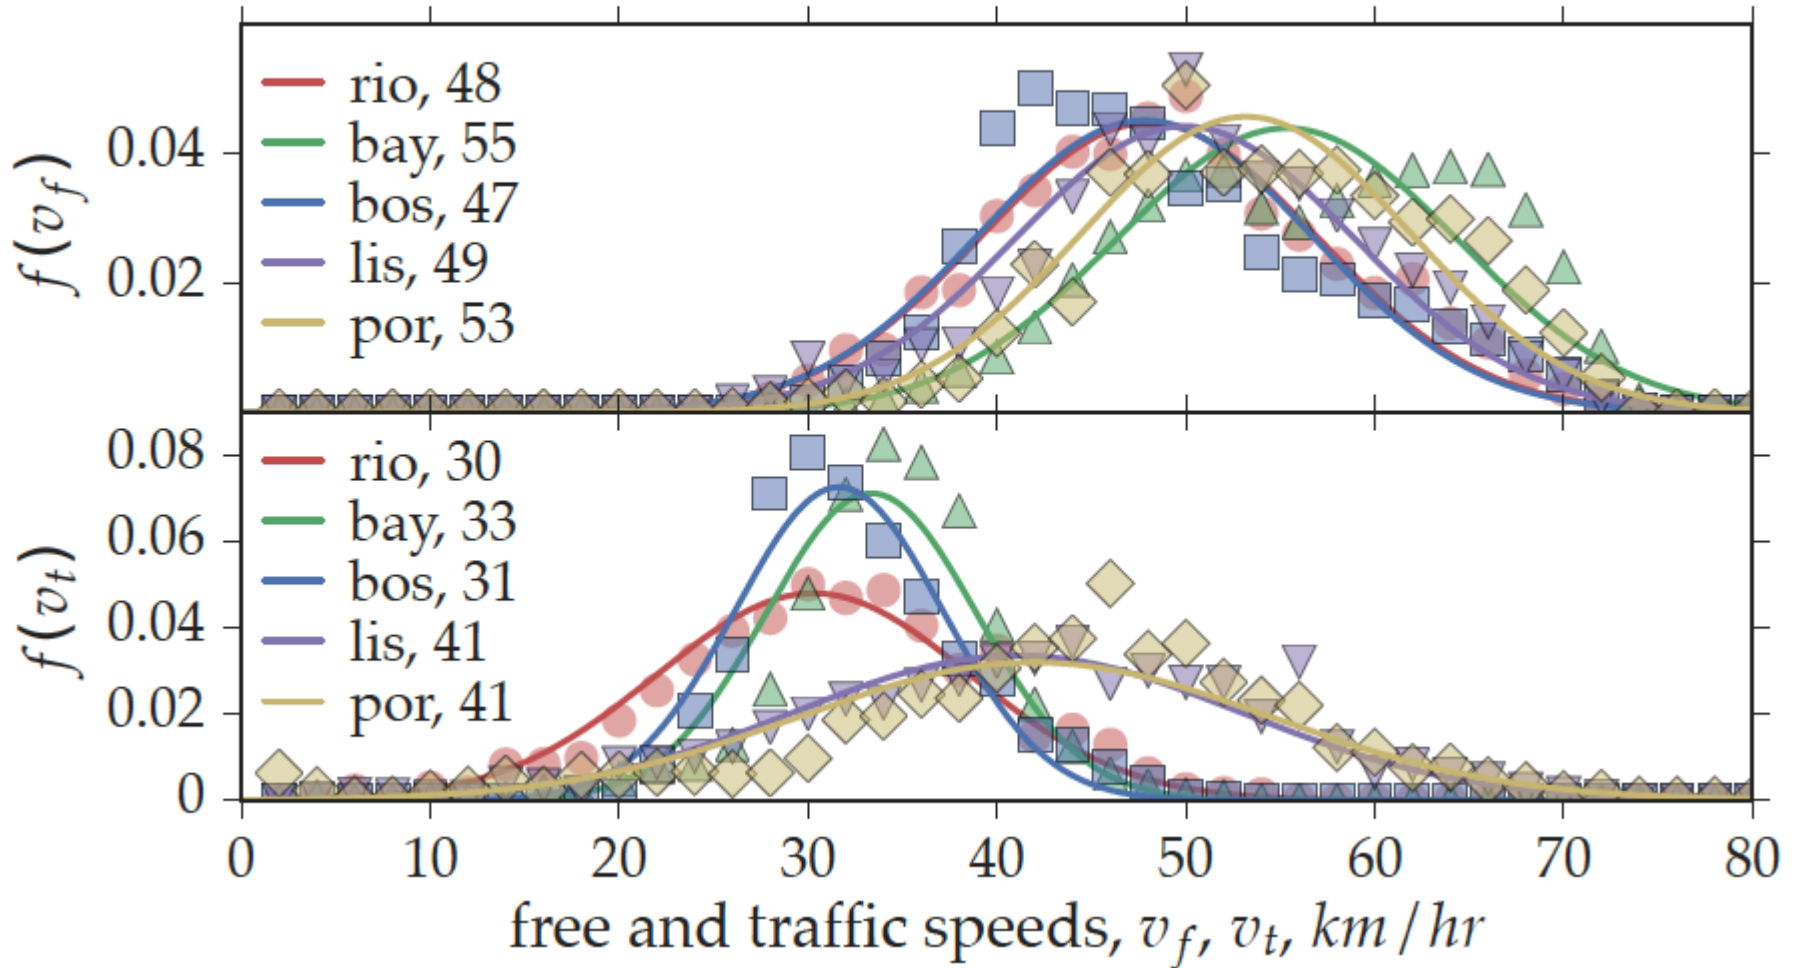 f(v_f)
0.04
0.02
rio, 48
bay, 55
bos, 47
lis, 49
por, 53
f(v_t)
0.08
0.06
0.04
0.02
0
rio, 30
bay, 33
bos, 31
lis, 41
por, 41
0 10 20 30 40 50 60 70 80
free and traffic speeds, v_f, v_t, km/hr